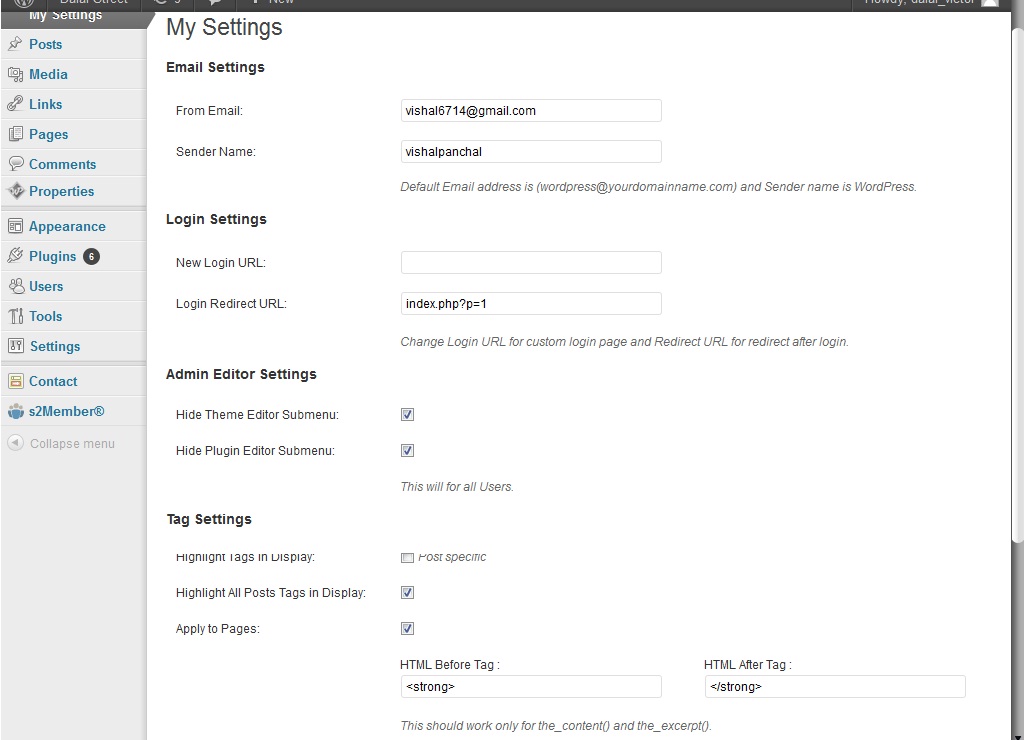 Dalal Street 9 New Howdy, dalal_victor
My Settings
Posts
Media
Links
Pages
Comments
Properties
Appearance
Plugins 6
Users
Tools
Settings
Contact
s2Member®
Collapse menu
My Settings
Email Settings
From Email: vishal6714@gmail.com
Sender Name: vishalpanchal
Default Email address is (wordpress@yourdomainname.com) and Sender name is WordPress.
Login Settings
New Login URL:
Login Redirect URL: index.php?p=1
Change Login URL for custom login page and Redirect URL for redirect after login.
Admin Editor Settings
Hide Theme Editor Submenu:
Hide Plugin Editor Submenu:
This will for all Users.
Tag Settings
Highlight Tags in Display: Post specific
Highlight All Posts Tags in Display:
Apply to Pages:
HTML Before Tag : HTML After Tag :
<strong> </strong>
This should work only for the_content() and the_excerpt().